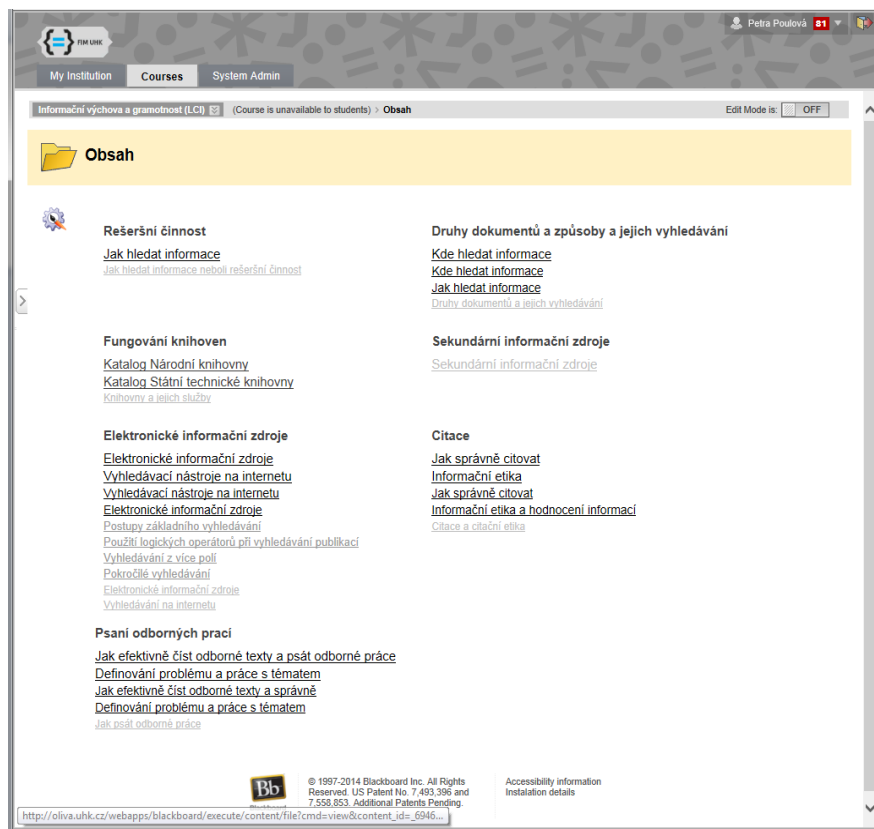 FIM UHK
Petra Poulová 81
My Institution Courses System Admin
Informační výchova a gramotnost (LCI) (Course is unavailable to students) > Obsah Edit Mode is: OFF
Obsah
Rešeršní činnost
Jak hledat informace
Jak hledat informace neboli rešeršní činnost
Druhy dokumentů a způsoby a jejich vyhledávání
Kde hledat informace
Kde hledat informace
Jak hledat informace
Druhy dokumentů a jejich vyhledávání
Fungování knihoven
Katalog Národní knihovny
Katalog Státní technické knihovny
Knihovny a jejich služby
Sekundární informační zdroje
Sekundární informační zdroje
Elektronické informační zdroje
Elektronické informační zdroje
Vyhledávací nástroje na internetu
Vyhledávací nástroje na internetu
Elektronické informační zdroje
Postupy základního vyhledávání
Použití logických operátorů při vyhledávání publikací
Vyhledávání z více polí
Pokročilé vyhledávání
Elektronické informační zdroje
Vyhledávání na internetu
Citace
Jak správně citovat
Informační etika
Jak správně citovat
Informační etika a hodnocení informací
Citace a citační etika
Psaní odborných prací
Jak efektivně číst odborné texty a psát odborné práce
Definování problému a práce s tématem
Jak efektivně číst odborné texty a správně
Definování problému a práce s tématem
Jak psát odborné práce
Bb
© 1997-2014 Blackboard Inc. All Rights
Reserved. US Patent No. 7,493,396 and
7,558,853. Additional Patents Pending.
Accessibility information
Instalation details
http://oliva.uhk.cz/webapps/blackboard/execute/content/file?cmd=view&content_id=_6946...